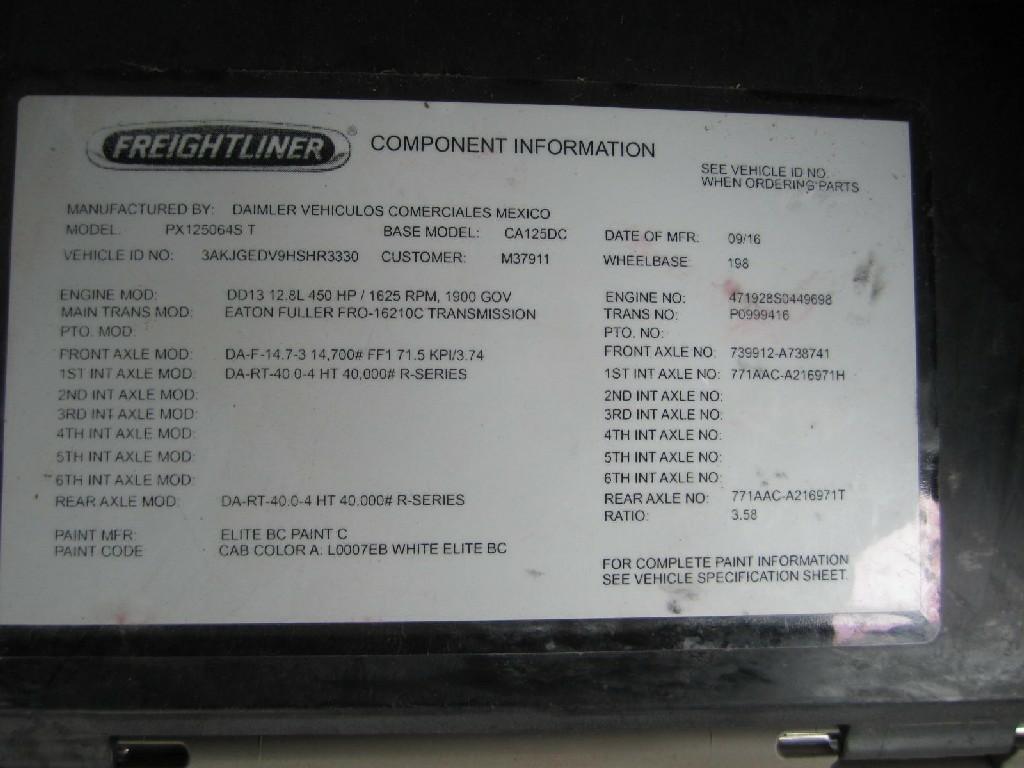 FREIGHTLINER® COMPONENT INFORMATION
SEE VEHICLE ID NO.
WHEN ORDERING PARTS
MANUFACTURED BY: DAIMLER VEHICULOS COMERCIALES MEXICO
MODEL: PX125064S T BASE MODEL: CA125DC DATE OF MFR: 09/16
VEHICLE ID NO: 3AKJGEDV9HSHR3330 CUSTOMER: M37911 WHEELBASE: 198
ENGINE MOD: DD13 12.8L 450 HP / 1625 RPM, 1900 GOV ENGINE NO: 471928S0449698
MAIN TRANS MOD: EATON FULLER FRO-16210C TRANSMISSION TRANS NO: P0999416
PTO. MOD: PTO. NO:
FRONT AXLE MOD: DA-F-14.7-3 14,700# FF1 71.5 KPI/3.74 FRONT AXLE NO: 739912-A738741
1ST INT AXLE MOD: DA-RT-40.0-4 HT 40,000# R-SERIES 1ST INT AXLE NO: 771AAC-A216971H
2ND INT AXLE MOD: 2ND INT AXLE NO:
3RD INT AXLE MOD: 3RD INT AXLE NO:
4TH INT AXLE MOD: 4TH INT AXLE NO:
5TH INT AXLE MOD: 5TH INT AXLE NO:
6TH INT AXLE MOD: 6TH INT AXLE NO:
REAR AXLE MOD: DA-RT-40.0-4 HT 40,000# R-SERIES REAR AXLE NO: 771AAC-A216971T
RATIO: 3.58
PAINT MFR: ELITE BC PAINT C
PAINT CODE CAB COLOR A: L0007EB WHITE ELITE BC
FOR COMPLETE PAINT INFORMATION
SEE VEHICLE SPECIFICATION SHEET.